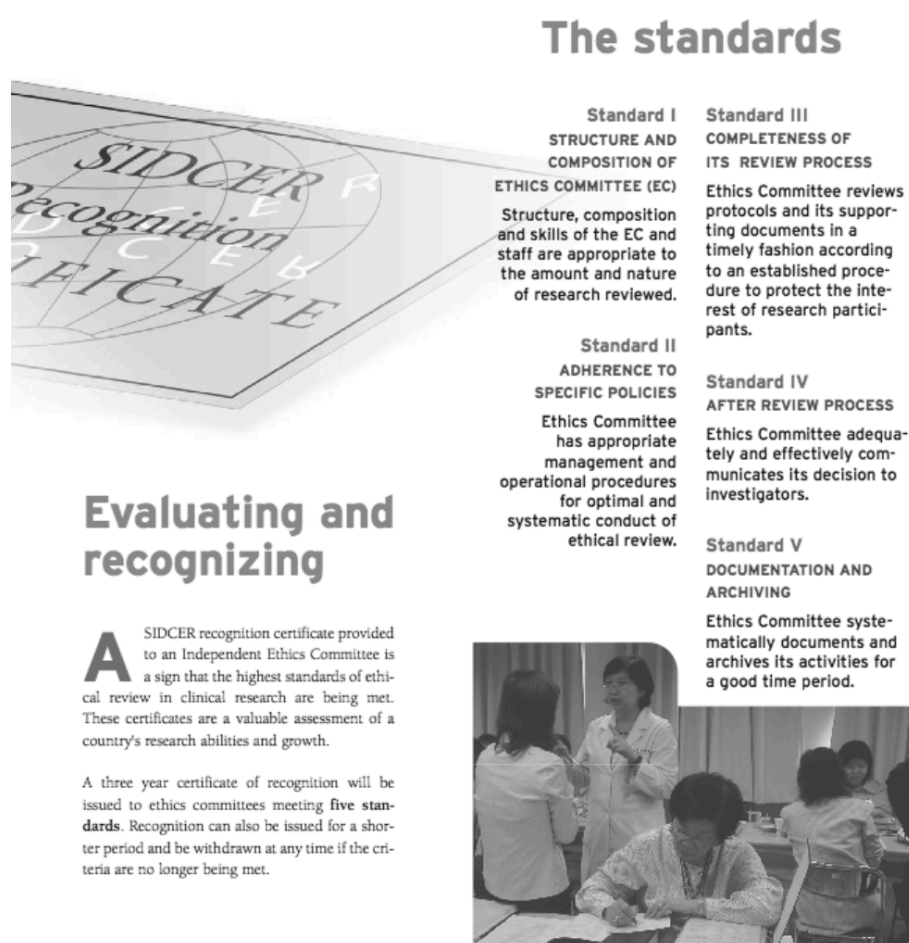 The standards
SIDCER
Recognition
Standard I
STRUCTURE AND
COMPOSITION OF
ETHICS COMMITTEE (EC)
Structure, composition
and skills of the EC and
staff are appropriate to
the amount and nature
of research reviewed.
Standard II
ADHERENCE TO
SPECIFIC POLICIES
Ethics Committee
has appropriate
management and
operational procedures
for optimal and
systematic conduct of
ethical review.
Standard III
COMPLETENESS OF
ITS REVIEW PROCESS
Ethics Committee reviews
protocols and its suppor-
ting documents in a
timely fashion according
to an established proce-
dure to protect the inte-
rest of research partici-
pants.
Standard IV
AFTER REVIEW PROCESS
Ethics Committee adequa-
tely and effectively com-
municates its decision to
investigators.
Standard V
DOCUMENTATION AND
ARCHIVING
Ethics Committee syste-
matically documents and
archives its activities for
a good time period.
Evaluating and
recognizing
A SIDCER recognition certificate provided
to an Independent Ethics Committee is
a sign that the highest standards of ethi-
cal review in clinical research are being met.
These certificates are a valuable assessment of a
country's research abilities and growth.
A three year certificate of recognition will be
issued to ethics committees meeting five stan-
dards. Recognition can also be issued for a shor-
ter period and be withdrawn at any time if the cri-
teria are no longer being met.